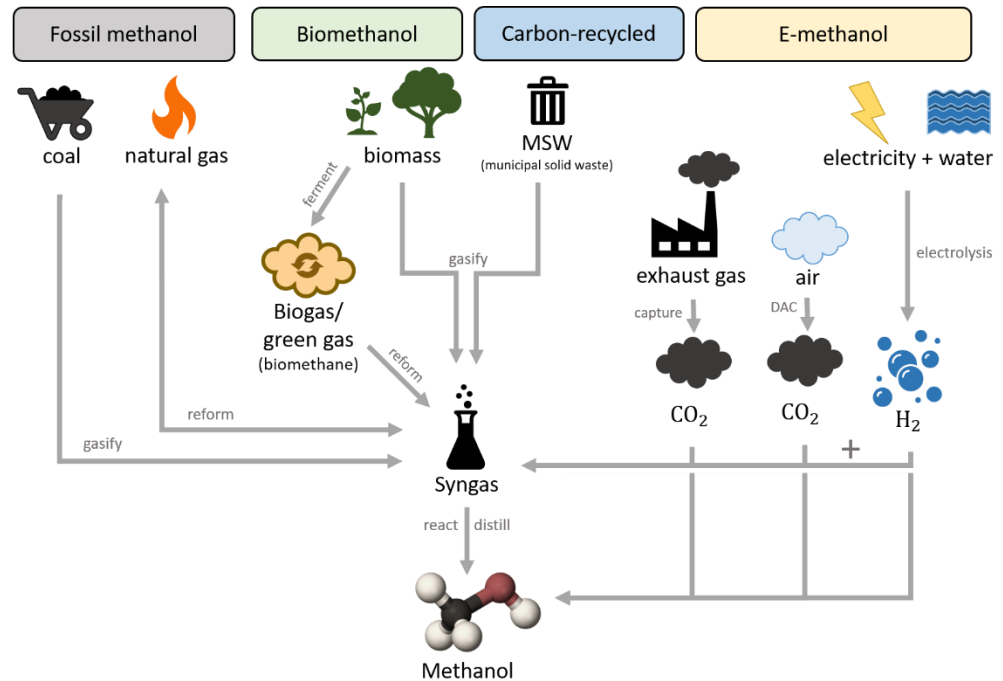 Fossil methanol
Biomethanol
Carbon-recycled
E-methanol
coal
natural gas
biomass
MSW
(municipal solid waste)
electricity + water
ferment
gasify
exhaust gas
air
electrolysis
Biogas/
green gas
(biomethane)
capture
DAC
reform
CO₂
CO₂
H₂
reform
gasify
+
Syngas
react
distill
Methanol